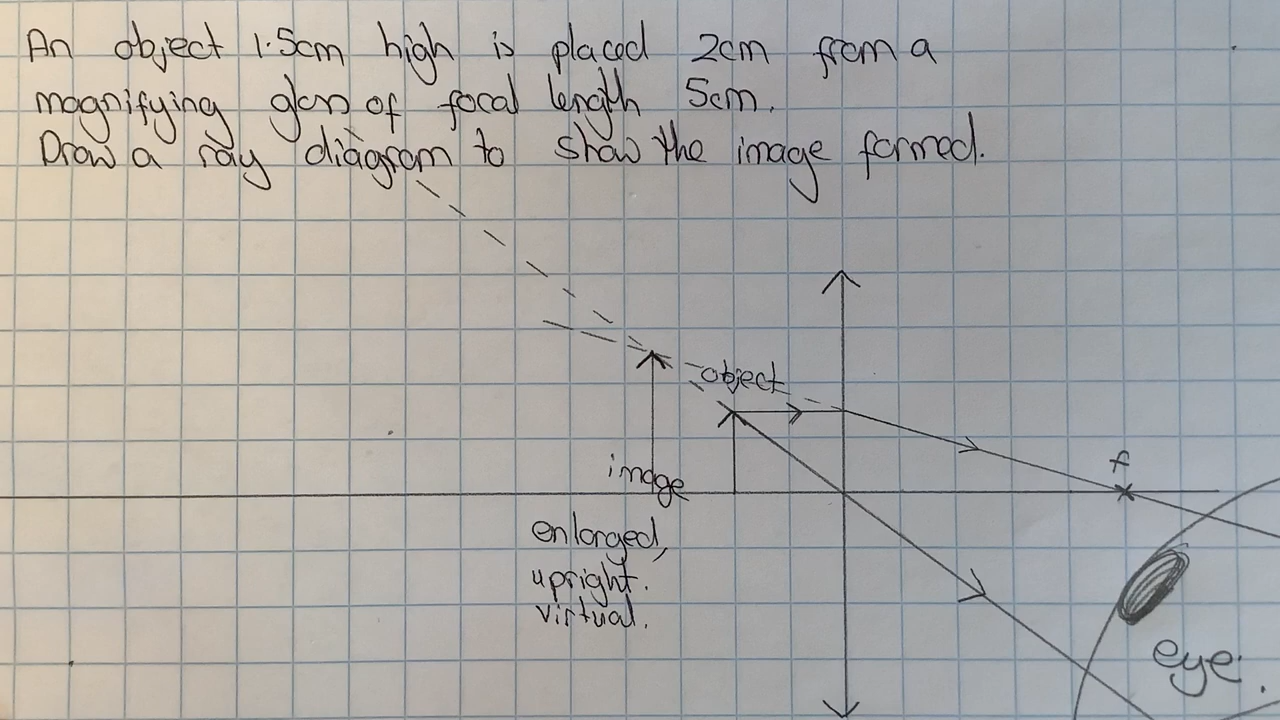 An object 1.5cm high is placed 2cm from a
magnifying glass of focal length 5cm.
Draw a ray diagram to show the image formed.
object
f
image
enlarged,
upright.
virtual.
eye.